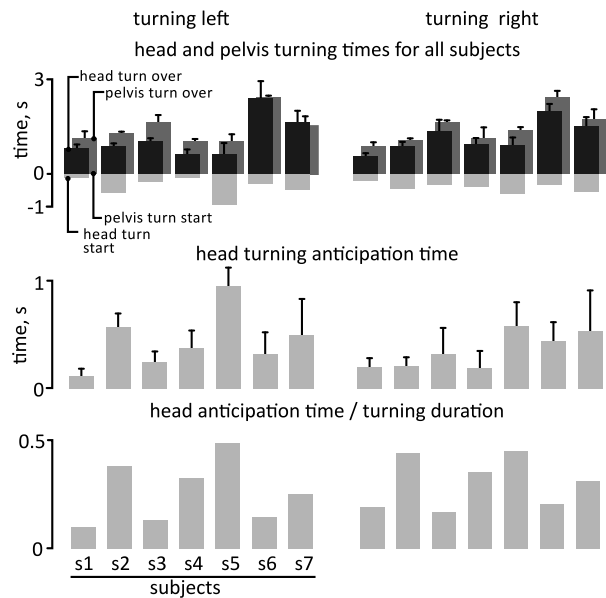 turning left
turning right
head and pelvis turning times for all subjects
3
head turn over
pelvis turn over
time, s
0
-1
pelvis turn start
head turn
start
head turning anticipation time
1
time, s
0
head anticipation time / turning duration
0.5
0
s1 s2 s3 s4 s5 s6 s7
subjects